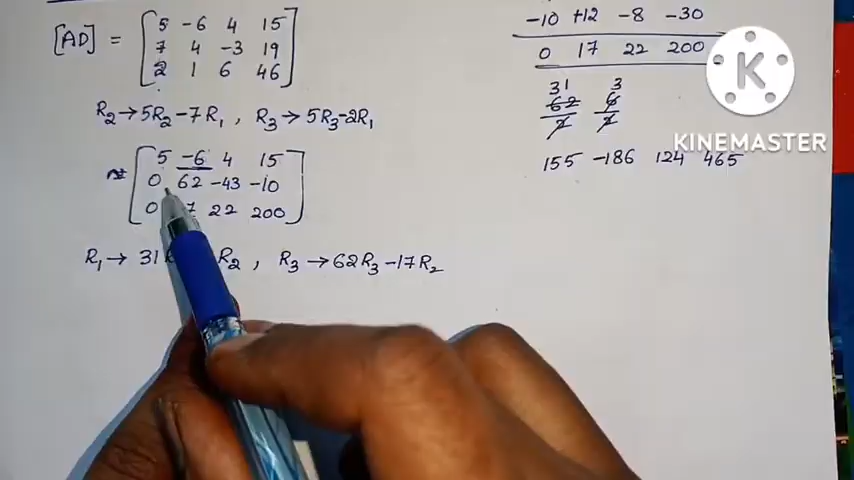 [AD] = [5 -6 4 15
7 4 -3 19
2 1 6 46]
R₂→5R₂-7R₁, R₃→5R₃-2R₁
~ [5 -6 4 15
0 62 -43 -10
0 7 22 200]
R₁→ 31 R₂, R₃→62R₃-17R₂
-10 +12 -8 -30
0 17 22 200
31 3
62 6
2 2
155 -186 124 465
K
KINEMASTER